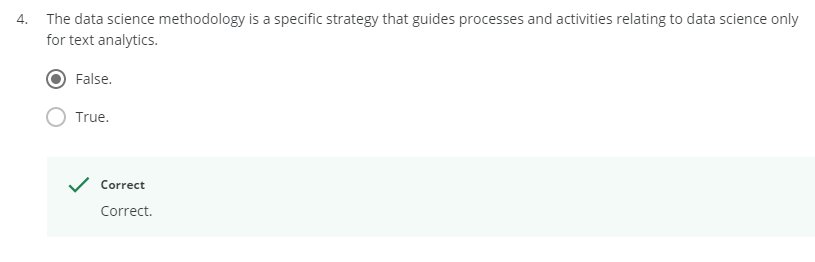 4. The data science methodology is a specific strategy that guides processes and activities relating to data science only
for text analytics.
False.
True.
Correct
Correct.